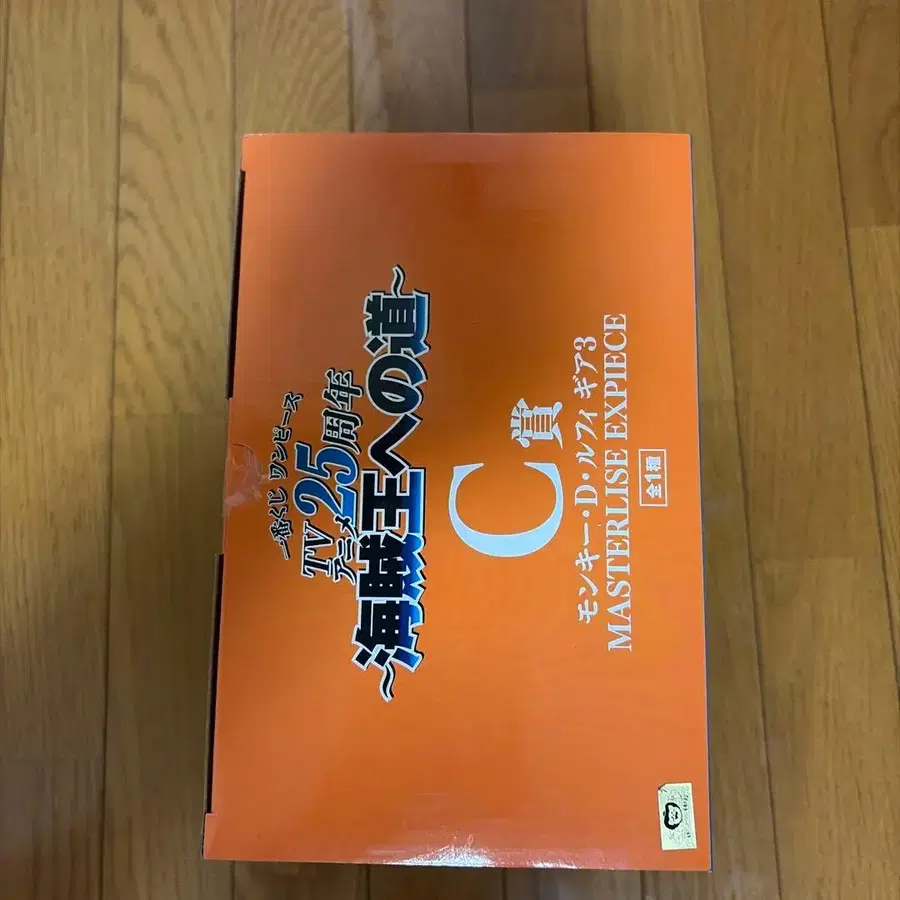 一番くじ ワンピース
TVアニメ25周年
～海賊王への道～
C賞
モンキー・D・ルフィ ギア3
MASTERLISE EXPIECE
全1種